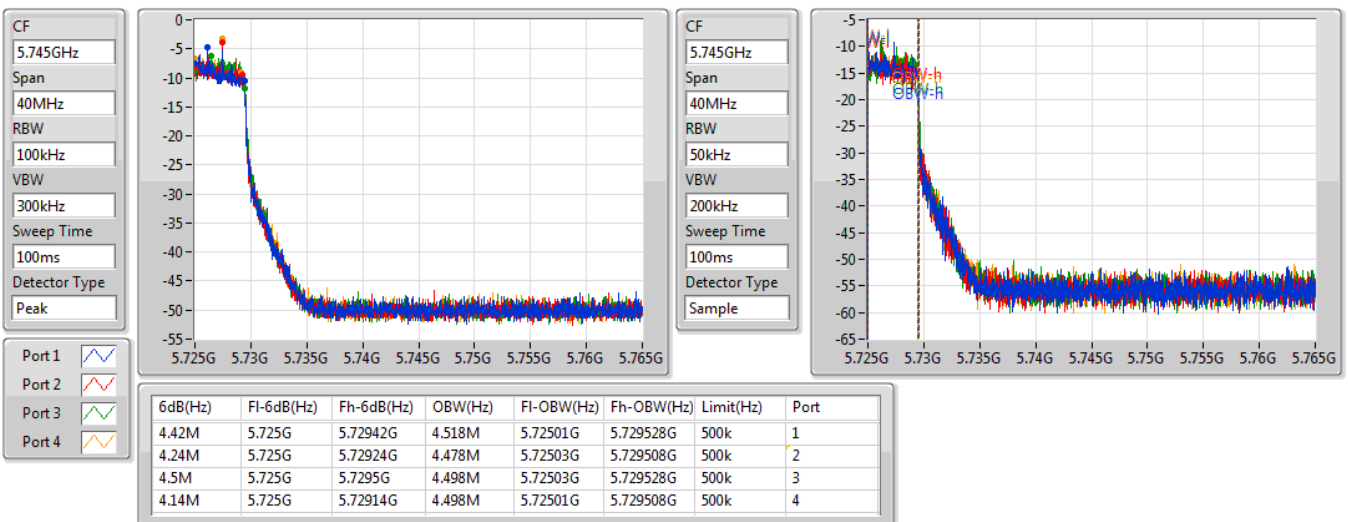 CF
5.745GHz
Span
40MHz
RBW
100kHz
VBW
300kHz
Sweep Time
100ms
Detector Type
Peak
0
-5
-10
-15
-20
-25
-30
-35
-40
-45
-50
-55
5.725G 5.73G 5.735G 5.74G 5.745G 5.75G 5.755G 5.76G 5.765G
CF
5.745GHz
Span
40MHz
RBW
50kHz
VBW
200kHz
Sweep Time
100ms
Detector Type
Sample
-5
-10
-15
-20
-25
-30
-35
-40
-45
-50
-55
-60
-65
OBW-h
OBW-h
5.725G 5.73G 5.735G 5.74G 5.745G 5.75G 5.755G 5.76G 5.765G
Port 1
Port 2
Port 3
Port 4
6dB(Hz) Fl-6dB(Hz) Fh-6dB(Hz) OBW(Hz) Fl-OBW(Hz) Fh-OBW(Hz) Limit(Hz) Port
4.42M 5.725G 5.72942G 4.518M 5.72501G 5.729528G 500k 1
4.24M 5.725G 5.72924G 4.478M 5.72503G 5.729508G 500k 2
4.5M 5.725G 5.7295G 4.498M 5.72503G 5.729528G 500k 3
4.14M 5.725G 5.72914G 4.498M 5.72501G 5.729508G 500k 4